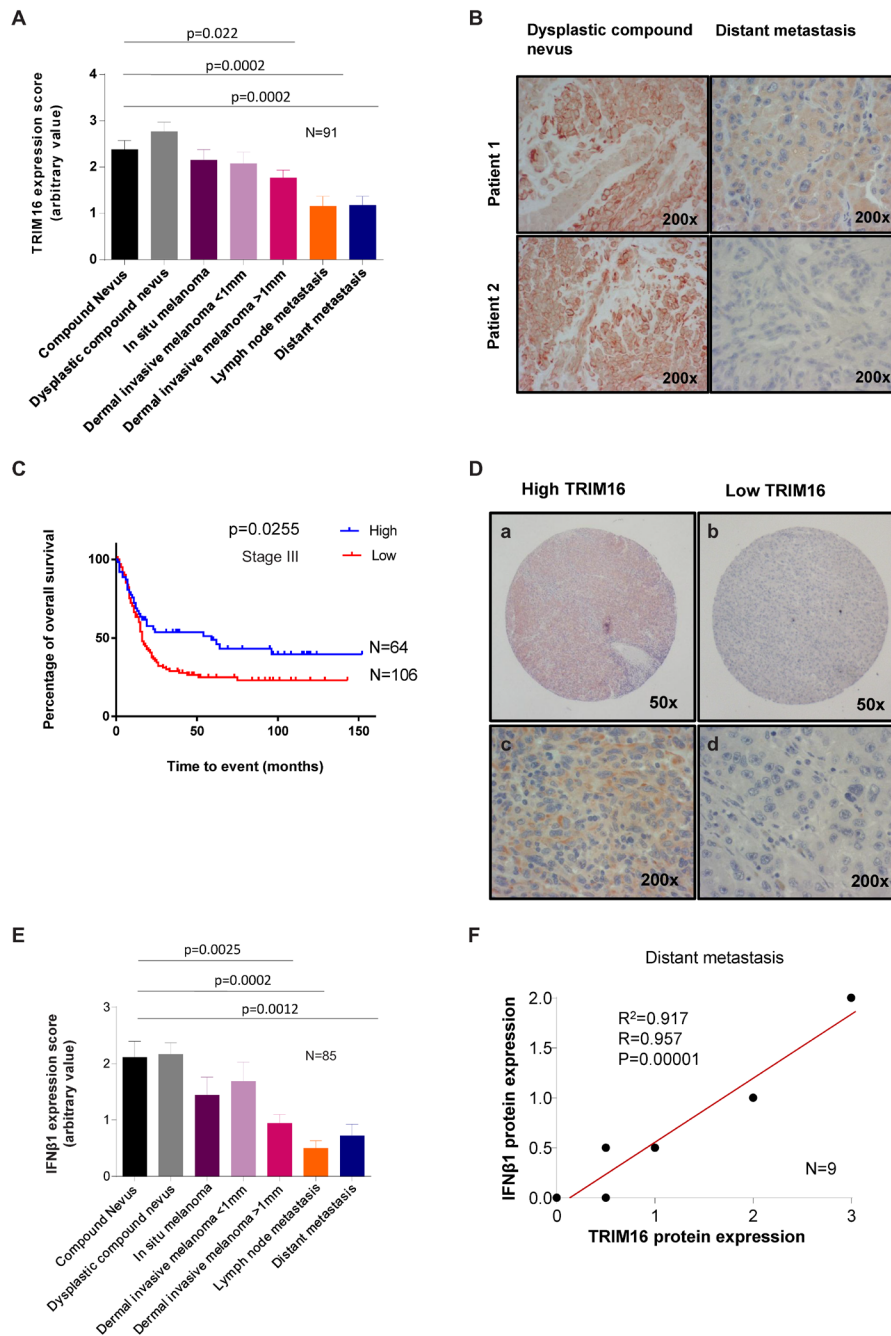 A
p=0.022
p=0.0002
p=0.0002
N=91
TRIM16 expression score
(arbitrary value)
4
3
2
1
0
Compound Nevus
Dysplastic compound nevus
In situ melanoma
Dermal invasive melanoma <1mm
Dermal invasive melanoma >1mm
Lymph node metastasis
Distant metastasis
B
Dysplastic compound
nevus
Distant metastasis
Patient 1
200x
200x
Patient 2
200x
200x
C
p=0.0255
Stage III
High
Low
Percentage of overall survival
100
50
0
N=64
N=106
0
50
100
150
Time to event (months)
D
High TRIM16
Low TRIM16
a
50x
b
50x
c
200x
d
200x
E
p=0.0025
p=0.0002
p=0.0012
N=85
IFNβ1 expression score
(arbitrary value)
3
2
1
0
Compound Nevus
Dysplastic compound nevus
In situ melanoma
Dermal invasive melanoma <1mm
Dermal invasive melanoma >1mm
Lymph node metastasis
Distant metastasis
F
Distant metastasis
R²=0.917
R=0.957
P=0.00001
N=9
IFNβ1 protein expression
2.0
1.5
1.0
0.5
0.0
0
1
2
3
TRIM16 protein expression